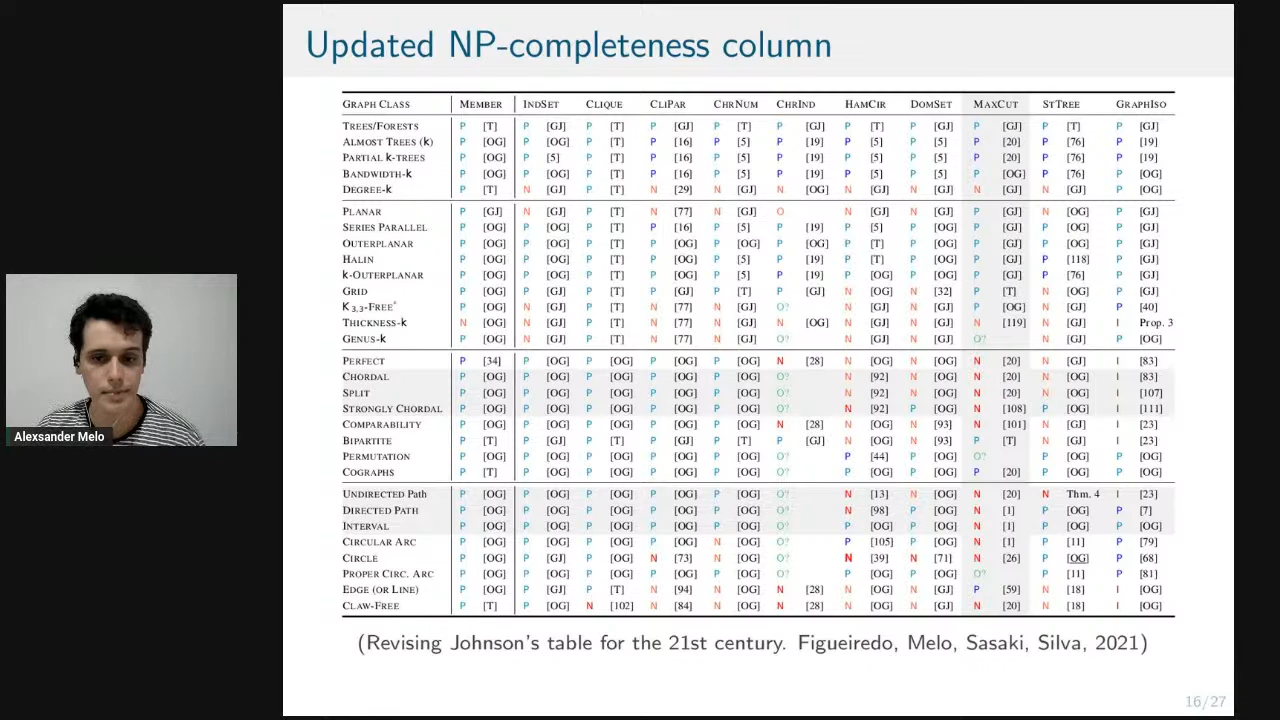 Updated NP-completeness column
GRAPH CLASS MEMBER INDSET CLIQUE CLIPAR CHRNUM CHRIND HAMCIR DOMSET MAXCUT STTREE GRAPHISO
TREES/FORESTS P [T] P [GJ] P [T] P [GJ] P [T] P [GJ] P [T] P [GJ] P [GJ] P [T] P [GJ]
ALMOST TREES (k) P [OG] P [OG] P [T] P [16] P [5] P [19] P [5] P [5] P [20] P [76] P [19]
PARTIAL k-TREES P [OG] P [5] P [T] P [16] P [5] P [19] P [5] P [5] P [20] P [76] P [19]
BANDWIDTH-k P [OG] P [OG] P [T] P [16] P [5] P [19] P [5] P [5] P [OG] P [76] P [OG]
DEGREE-k P [T] N [GJ] P [T] N [29] N [GJ] N [OG] N [GJ] N [GJ] N [GJ] N [GJ] P [OG]
PLANAR P [GJ] N [GJ] P [T] N [77] N [GJ] O N [GJ] N [GJ] P [GJ] N [OG] P [GJ]
SERIES PARALLEL P [OG] P [OG] P [T] P [16] P [5] P [19] P [5] P [OG] P [GJ] P [OG] P [GJ]
OUTERPLANAR P [OG] P [OG] P [T] P [OG] P [OG] P [OG] P [T] P [OG] P [GJ] P [OG] P [GJ]
HALIN P [OG] P [OG] P [T] P [OG] P [5] P [19] P [T] P [OG] P [GJ] P [118] P [GJ]
k-OUTERPLANAR P [OG] P [OG] P [T] P [OG] P [5] P [19] P [OG] P [OG] P [GJ] P [76] P [GJ]
GRID P [OG] P [GJ] P [T] P [GJ] P [T] P [GJ] N [OG] N [32] P [T] N [OG] P [GJ]
K3,3-FREE* P [OG] N [GJ] P [T] N [77] N [GJ] O? N [GJ] N [GJ] P [OG] N [GJ] P [40]
THICKNESS-k N [OG] N [GJ] P [T] N [77] N [GJ] N [OG] N [GJ] N [GJ] N [119] N [GJ] I Prop. 3
GENUS-k P [OG] N [GJ] P [T] N [77] N [GJ] O? N [GJ] N [GJ] O? N [GJ] P [OG]
PERFECT P [34] P [OG] P [OG] P [OG] P [OG] N [28] N [OG] N [OG] N [20] N [GJ] I [83]
CHORDAL P [OG] P [OG] P [OG] P [OG] P [OG] O? N [92] N [OG] N [20] N [OG] I [83]
SPLIT P [OG] P [OG] P [OG] P [OG] P [OG] O? N [92] N [OG] N [20] N [OG] I [107]
STRONGLY CHORDAL P [OG] P [OG] P [OG] P [OG] P [OG] O? N [92] P [OG] N [108] P [OG] I [111]
COMPARABILITY P [OG] P [OG] P [OG] P [OG] P [OG] N [28] N [OG] N [93] N [101] N [GJ] I [23]
BIPARTITE P [T] P [GJ] P [T] P [GJ] P [T] P [GJ] N [OG] N [93] P [T] N [GJ] I [23]
PERMUTATION P [OG] P [OG] P [OG] P [OG] P [OG] O? P [44] P [OG] O? P [OG] P [OG]
COGRAPHS P [T] P [OG] P [OG] P [OG] P [OG] O? P [OG] P [OG] P [20] P [OG] P [OG]
UNDIRECTED Path P [OG] P [OG] P [OG] P [OG] P [OG] O? N [13] N [OG] N [20] N Thm. 4 I [23]
DIRECTED PATH P [OG] P [OG] P [OG] P [OG] P [OG] O? N [98] P [OG] N [1] P [OG] P [7]
INTERVAL P [OG] P [OG] P [OG] P [OG] P [OG] O? P [OG] P [OG] N [1] P [OG] P [OG]
CIRCULAR ARC P [OG] P [OG] P [OG] P [OG] N [OG] O? P [105] P [OG] N [1] P [11] P [79]
CIRCLE P [OG] P [GJ] P [OG] N [73] N [OG] O? N [39] N [71] N [26] P [OG] P [68]
PROPER CIRC. ARC P [OG] P [OG] P [OG] P [OG] P [OG] O? P [OG] P [OG] O? P [11] P [81]
EDGE (OR LINE) P [OG] P [GJ] P [T] N [94] N [OG] N [28] N [OG] N [GJ] P [59] N [18] I [OG]
CLAW-FREE P [T] P [OG] N [102] N [84] N [OG] N [28] N [OG] N [GJ] N [20] N [18] I [OG]
Alexsander Melo
(Revising Johnson's table for the 21st century. Figueiredo, Melo, Sasaki, Silva, 2021)
16/27